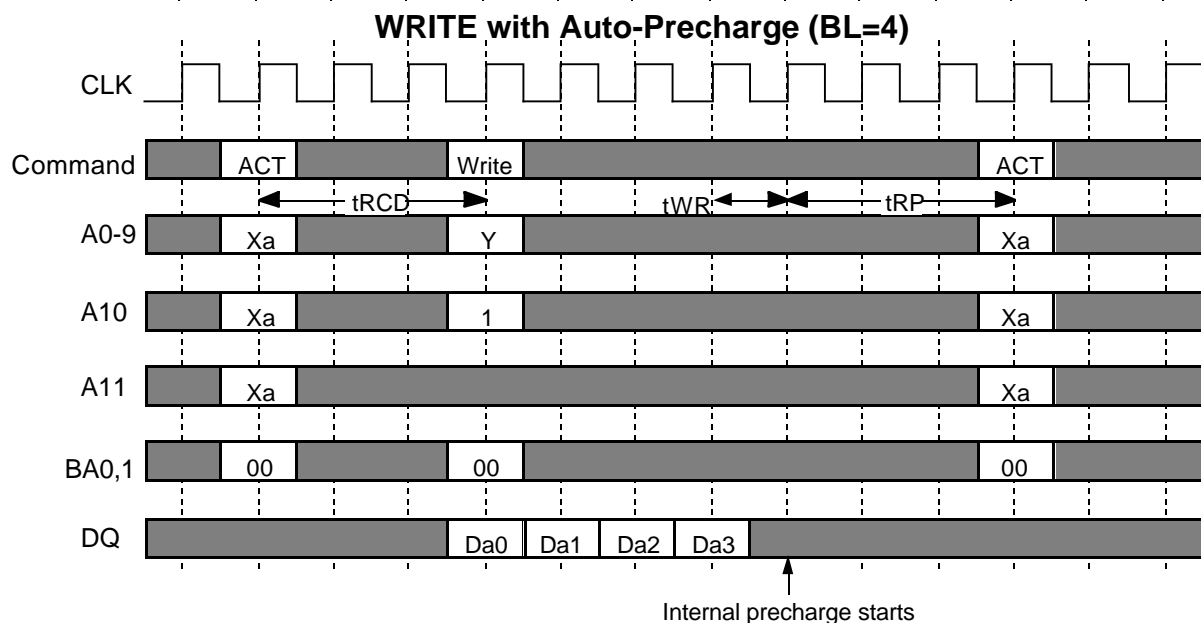 WRITE with Auto-Precharge (BL=4)
CLK
Command ACT Write ACT
tRCD tWR tRP
A0-9 Xa Y Xa
A10 Xa 1 Xa
A11 Xa Xa
BA0,1 00 00 00
DQ Da0 Da1 Da2 Da3
Internal precharge starts